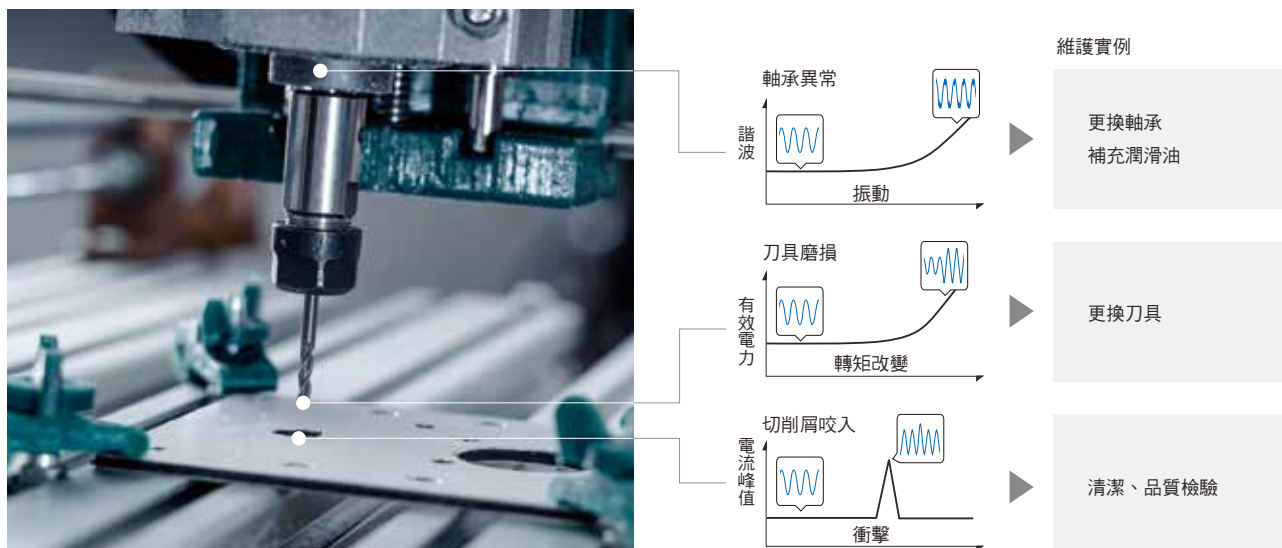 維護實例
軸承異常
諧波
振動
更換軸承
補充潤滑油
刀具磨損
有效電力
轉矩改變
更換刀具
切削屑咬入
電流峰值
衝擊
清潔、品質檢驗